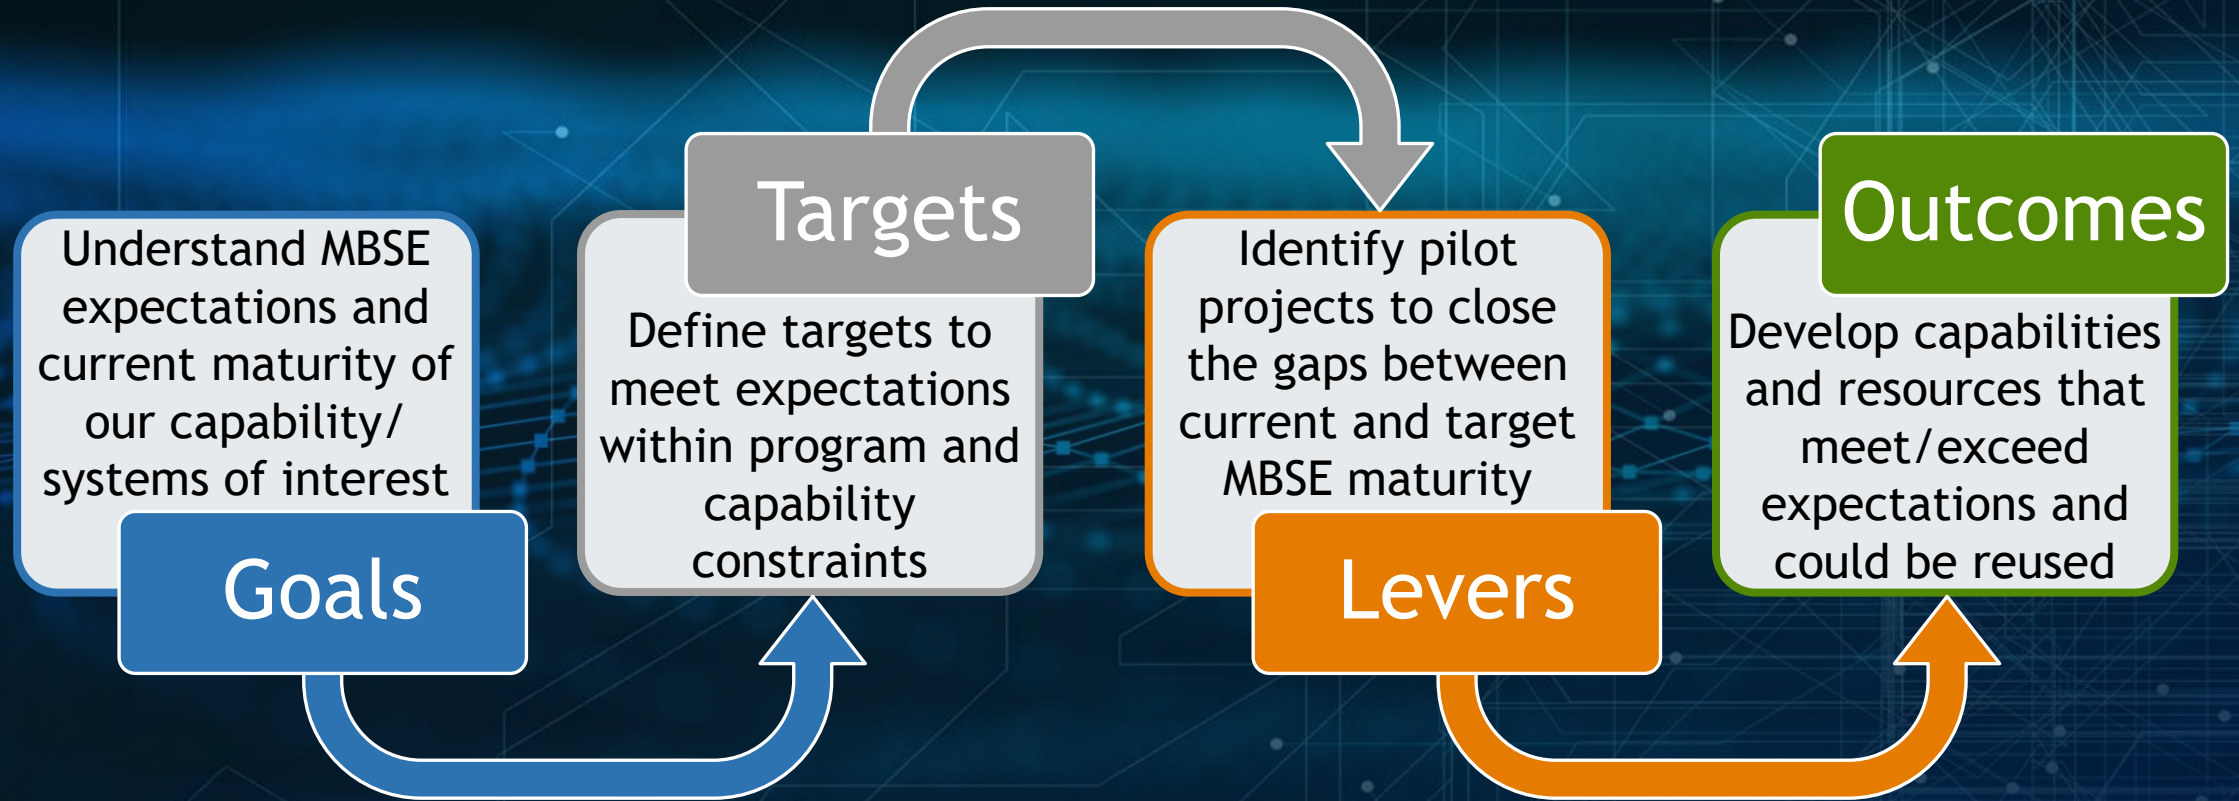 Understand MBSE
expectations and
current maturity of
our capability/
systems of interest
Goals
Targets
Define targets to
meet expectations
within program and
capability
constraints
Identify pilot
projects to close
the gaps between
current and target
MBSE maturity
Levers
Outcomes
Develop capabilities
and resources that
meet/exceed
expectations and
could be reused